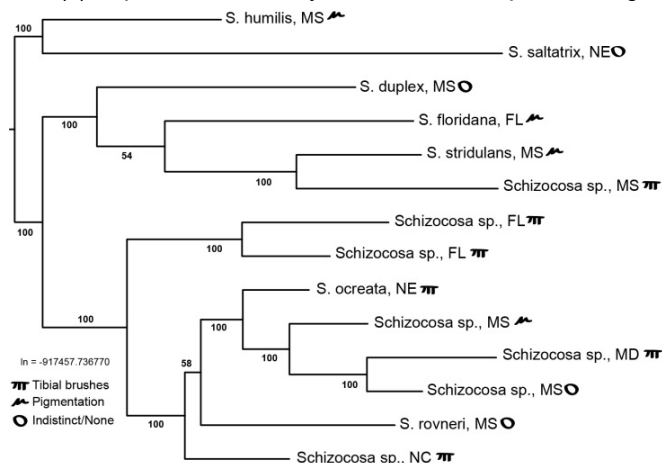 100
S. humilis, MS
S. saltatrix, NE
S. duplex, MS
100
S. floridana, FL
54
S. stridulans, MS
100
Schizocosa sp., MS
100
Schizocosa sp., FL
100
Schizocosa sp., FL
S. ocreata, NE
100
100
Schizocosa sp., MS
100
Schizocosa sp., MD
ln = -917457.736770
58
100
Schizocosa sp., MS
Tibial brushes
Pigmentation
Indistinct/None
100
S. rovneri, MS
Schizocosa sp., NC